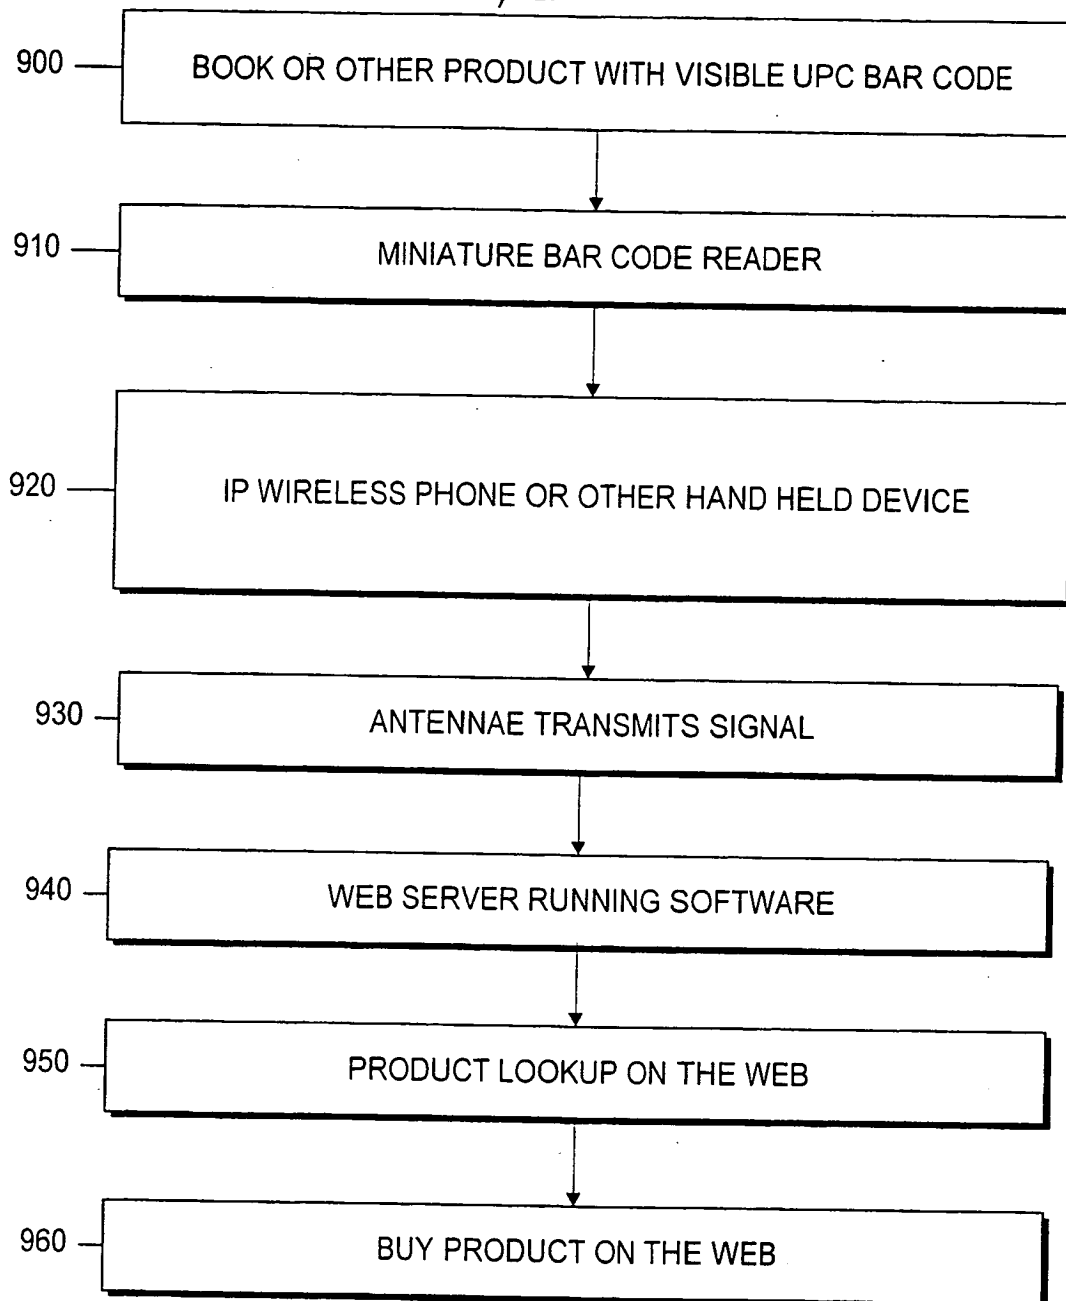 900 BOOK OR OTHER PRODUCT WITH VISIBLE UPC BAR CODE
910 MINIATURE BAR CODE READER
920 IP WIRELESS PHONE OR OTHER HAND HELD DEVICE
930 ANTENNAE TRANSMITS SIGNAL
940 WEB SERVER RUNNING SOFTWARE
950 PRODUCT LOOKUP ON THE WEB
960 BUY PRODUCT ON THE WEB